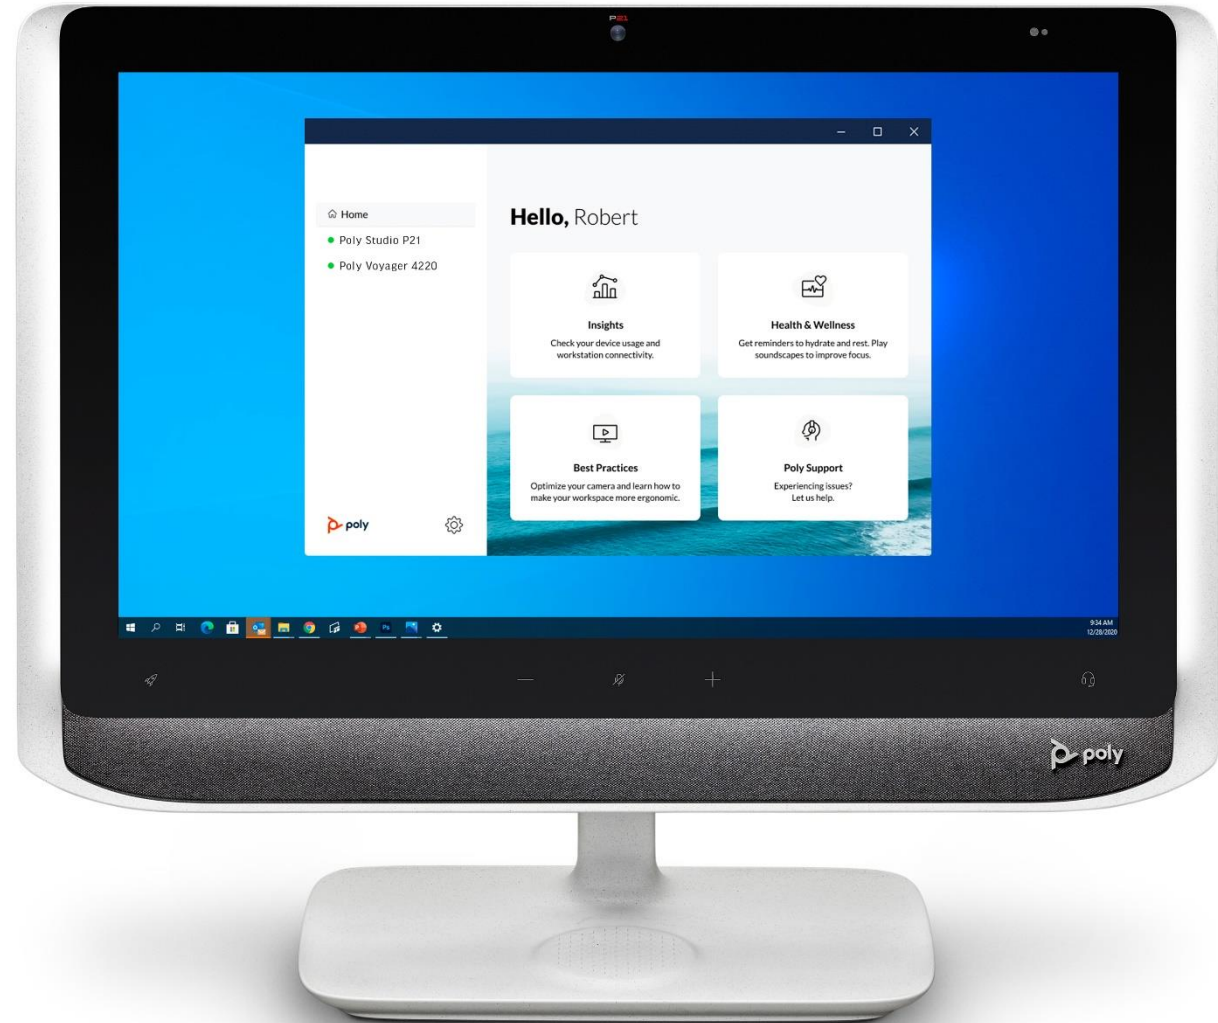 P21
Home
Poly Studio P21
Poly Voyager 4220
Hello, Robert
Insights
Check your device usage and
workstation connectivity.
Health & Wellness
Get reminders to hydrate and rest. Play
soundscapes to improve focus.
Best Practices
Optimize your camera and learn how to
make your workspace more ergonomic.
Poly Support
Experiencing issues?
Let us help.
poly
Ps
9:34 AM
12/28/2020
poly